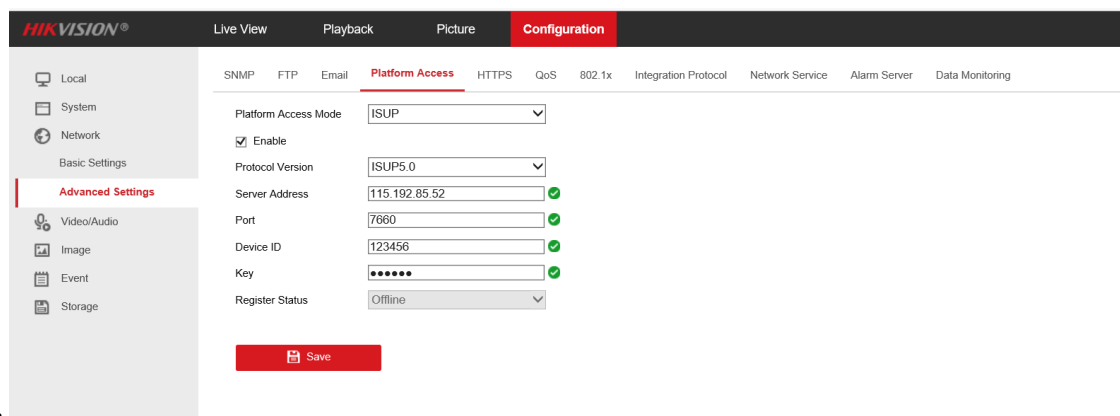 HIKVISION® Live View Playback Picture Configuration
Local
System
Network
Basic Settings
Advanced Settings
Video/Audio
Image
Event
Storage
SNMP FTP Email Platform Access HTTPS QoS 802.1x Integration Protocol Network Service Alarm Server Data Monitoring
Platform Access Mode ISUP
Enable
Protocol Version ISUP5.0
Server Address 115.192.85.52
Port 7660
Device ID 123456
Key ●●●●●●
Register Status Offline
Save